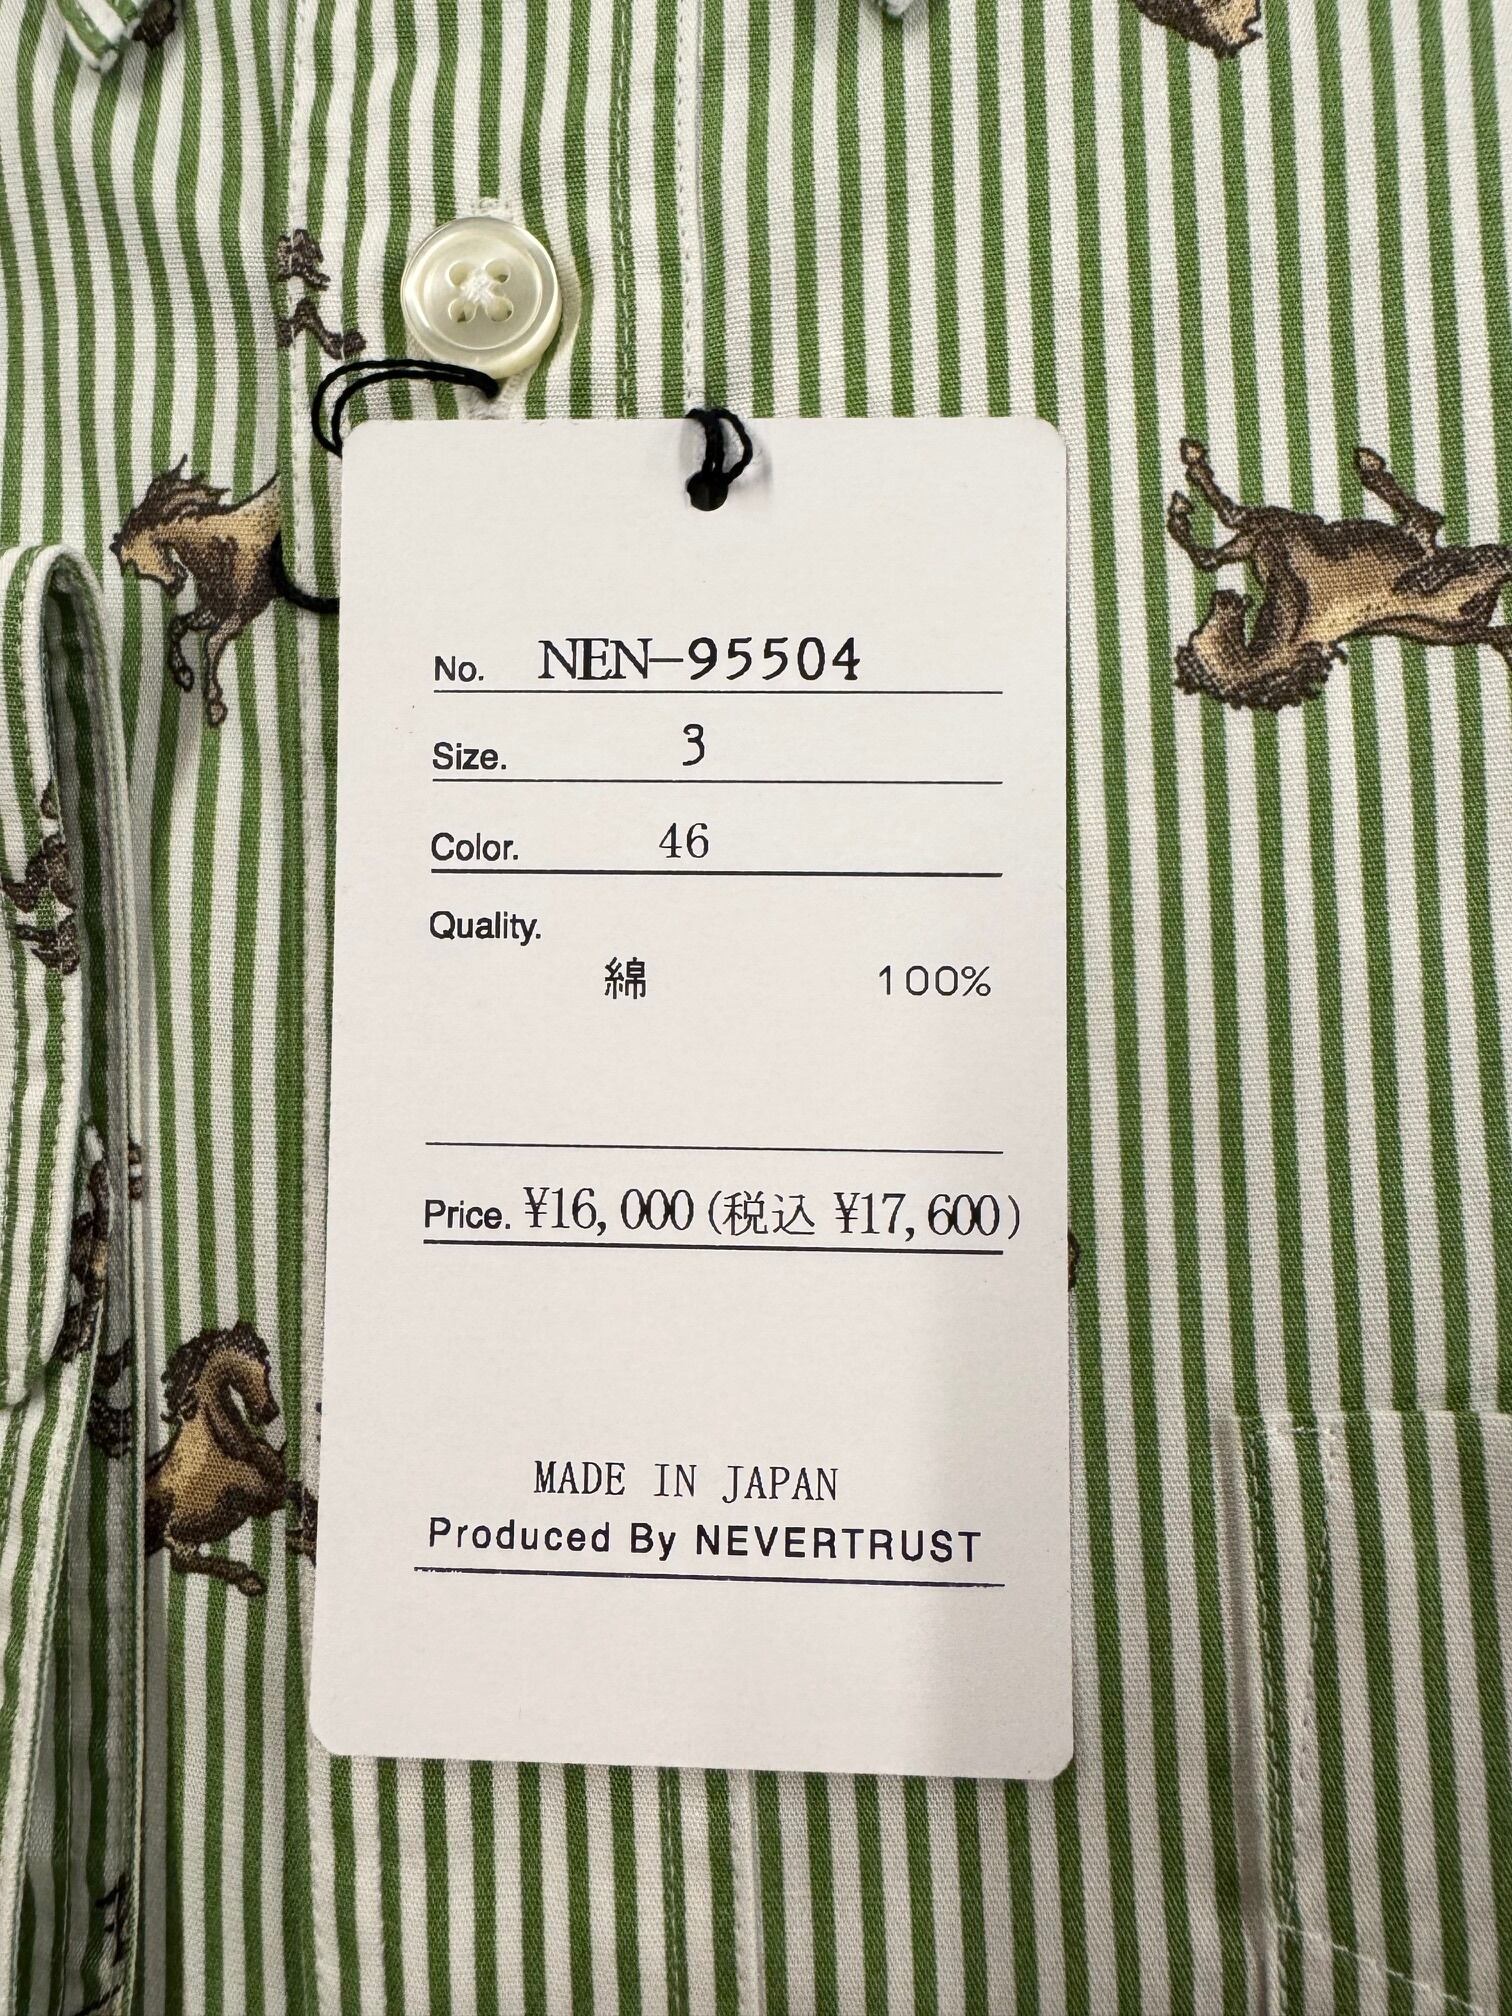 No. NEN-95504
Size. 3
Color. 46
Quality.
綿 100%
Price. ¥16,000(税込 ¥17,600)
MADE IN JAPAN
Produced By NEVERTRUST